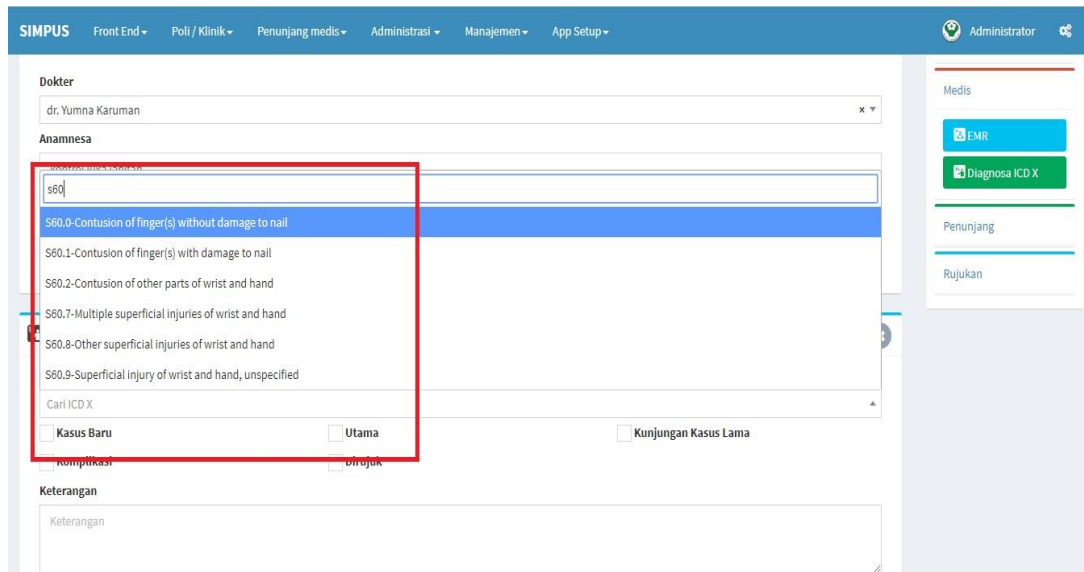 SIMPUS Front End Poli / Klinik Penunjang medis Administrasi Manajemen App Setup Administrator
Dokter
dr. Yumna Karuman x
Anamnesa
s60
S60.0-Contusion of finger(s) without damage to nail
S60.1-Contusion of finger(s) with damage to nail
S60.2-Contusion of other parts of wrist and hand
S60.7-Multiple superficial injuries of wrist and hand
S60.8-Other superficial injuries of wrist and hand
S60.9-Superficial injury of wrist and hand, unspecified
Cari ICD X
Kasus Baru Utama Kunjungan Kasus Lama
Komplikasi Dirujuk
Keterangan
Keterangan
Medis
EMR
Diagnosa ICD X
Penunjang
Rujukan